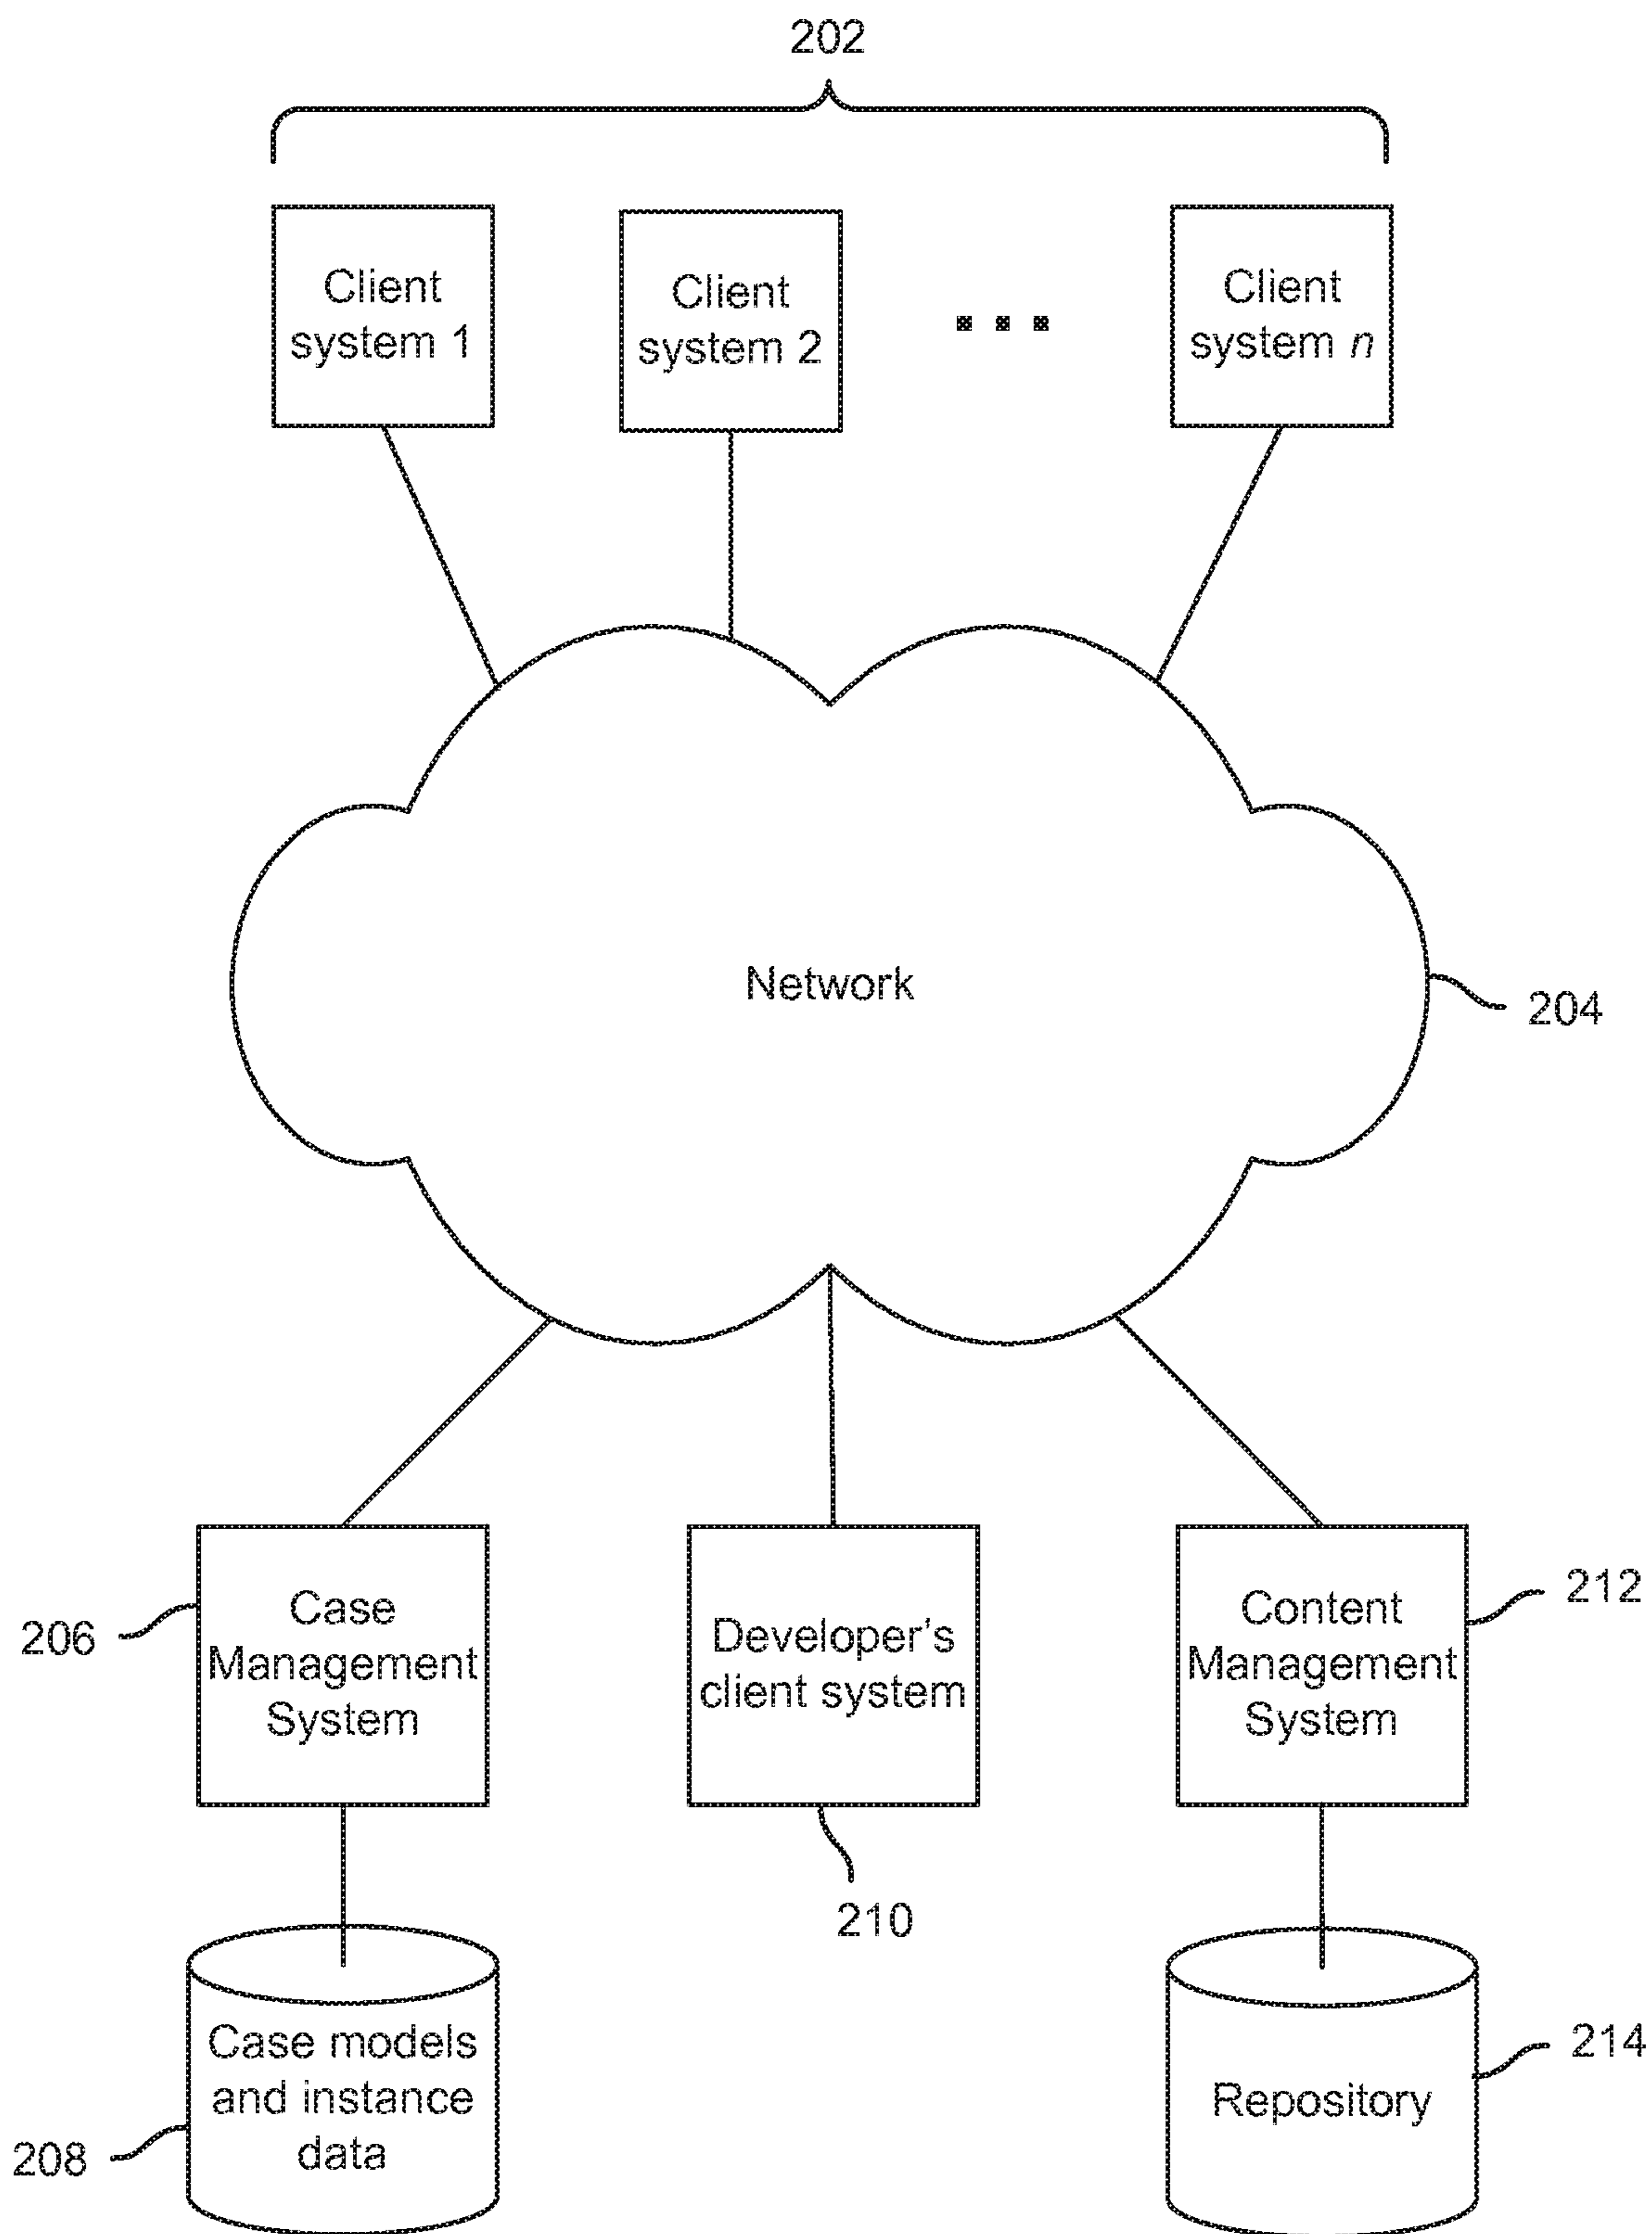 202
Client
system 1
Client
system 2
Client
system n
Network
204
206
Case
Management
System
Developer's
client system
210
Content
Management
System
212
208
Case models
and instance
data
Repository
214